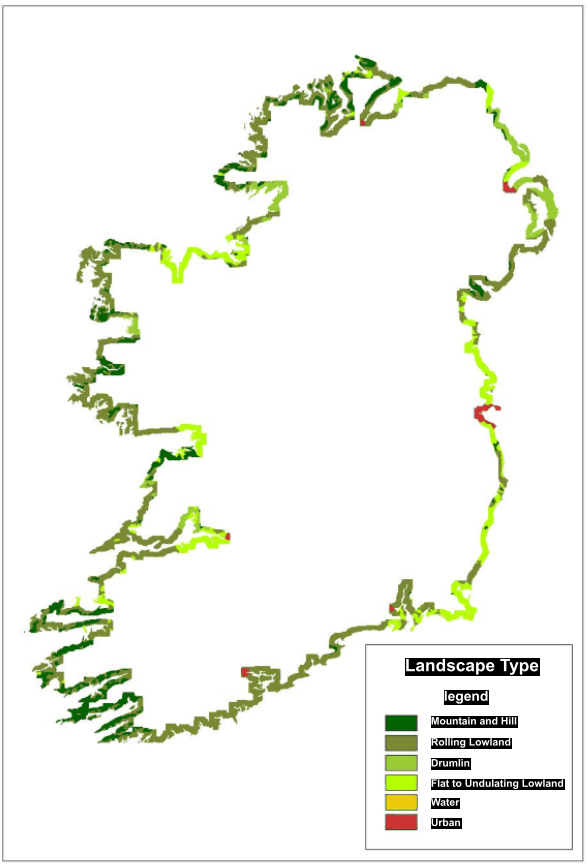 Landscape Type
legend
Mountain and Hill
Rolling Lowland
Drumlin
Flat to Undulating Lowland
Water
Urban